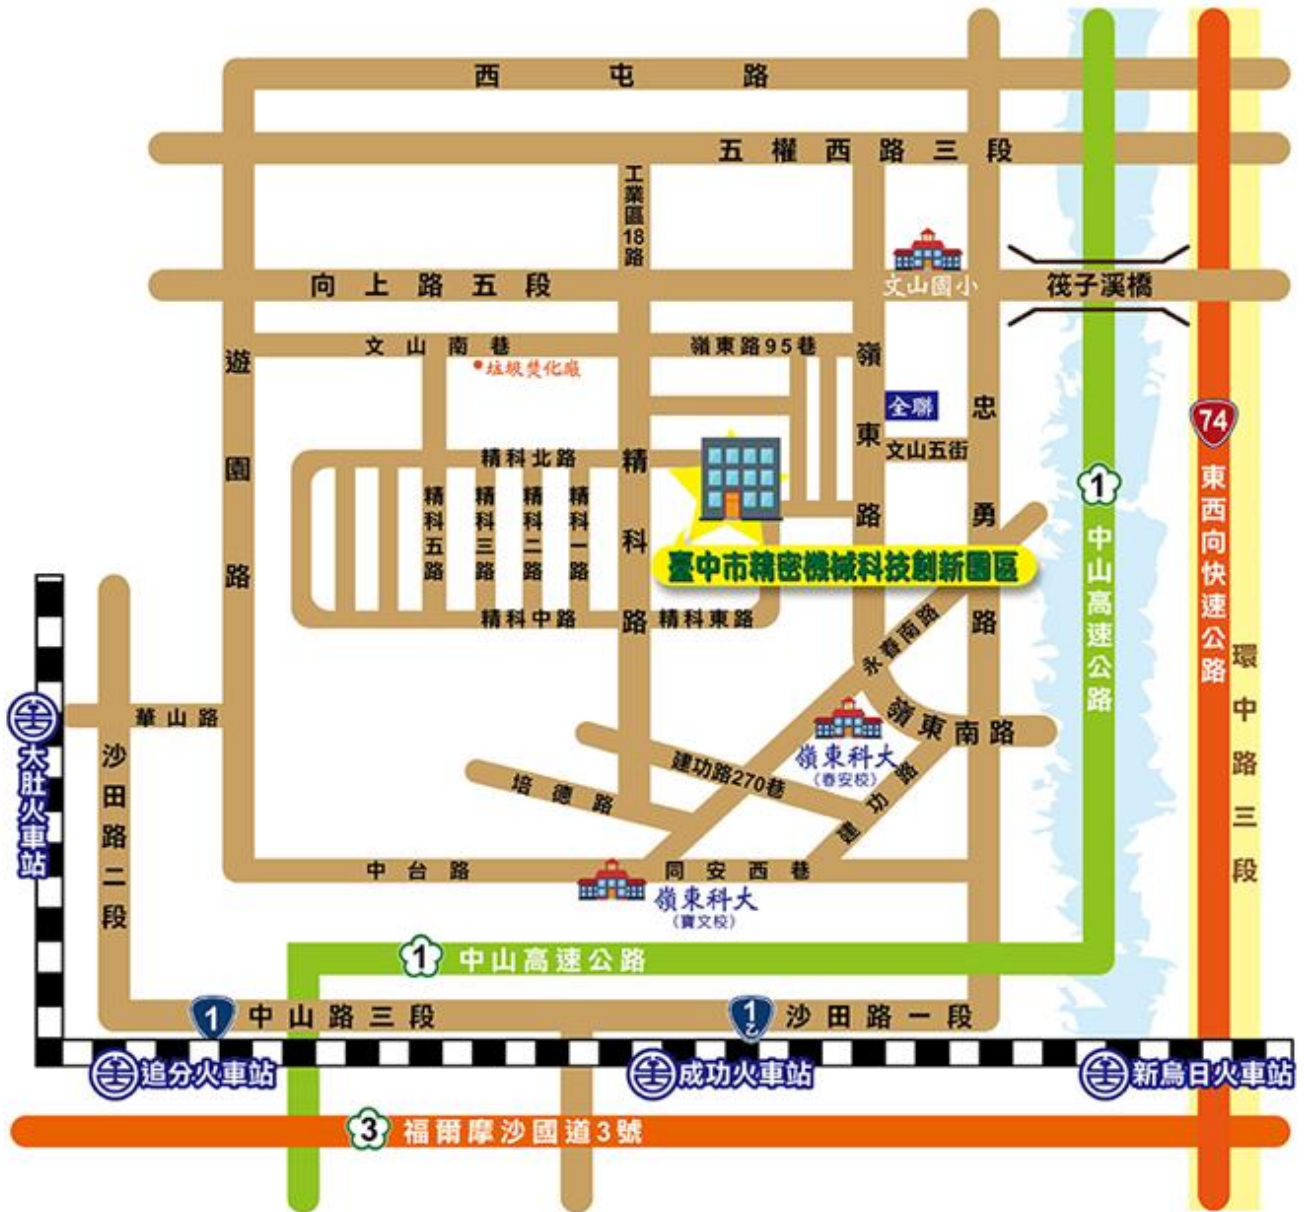 西屯路
五權西路三段
工業區18路
文山國小
向上路五段
筏子溪橋
文山南巷
嶺東路95巷
垃圾焚化廠
遊園路
嶺東路
全聯
忠勇路
74
文山五街
精科北路
精科路
1
東西向快速公路
中山高速公路
精科五路
精科三路
精科二路
精科一路
臺中市精密機械科技創新園區
精科中路
精科東路
永春南路
環中路三段
華山路
嶺東南路
大肚火車站
沙田路二段
嶺東科大
(春安校)
建功路270巷
培德路
建功路
中台路
同安西巷
嶺東科大
(寶文校)
1
中山高速公路
1
中山路三段
1乙
沙田路一段
追分火車站
成功火車站
新烏日火車站
3
福爾摩沙國道3號